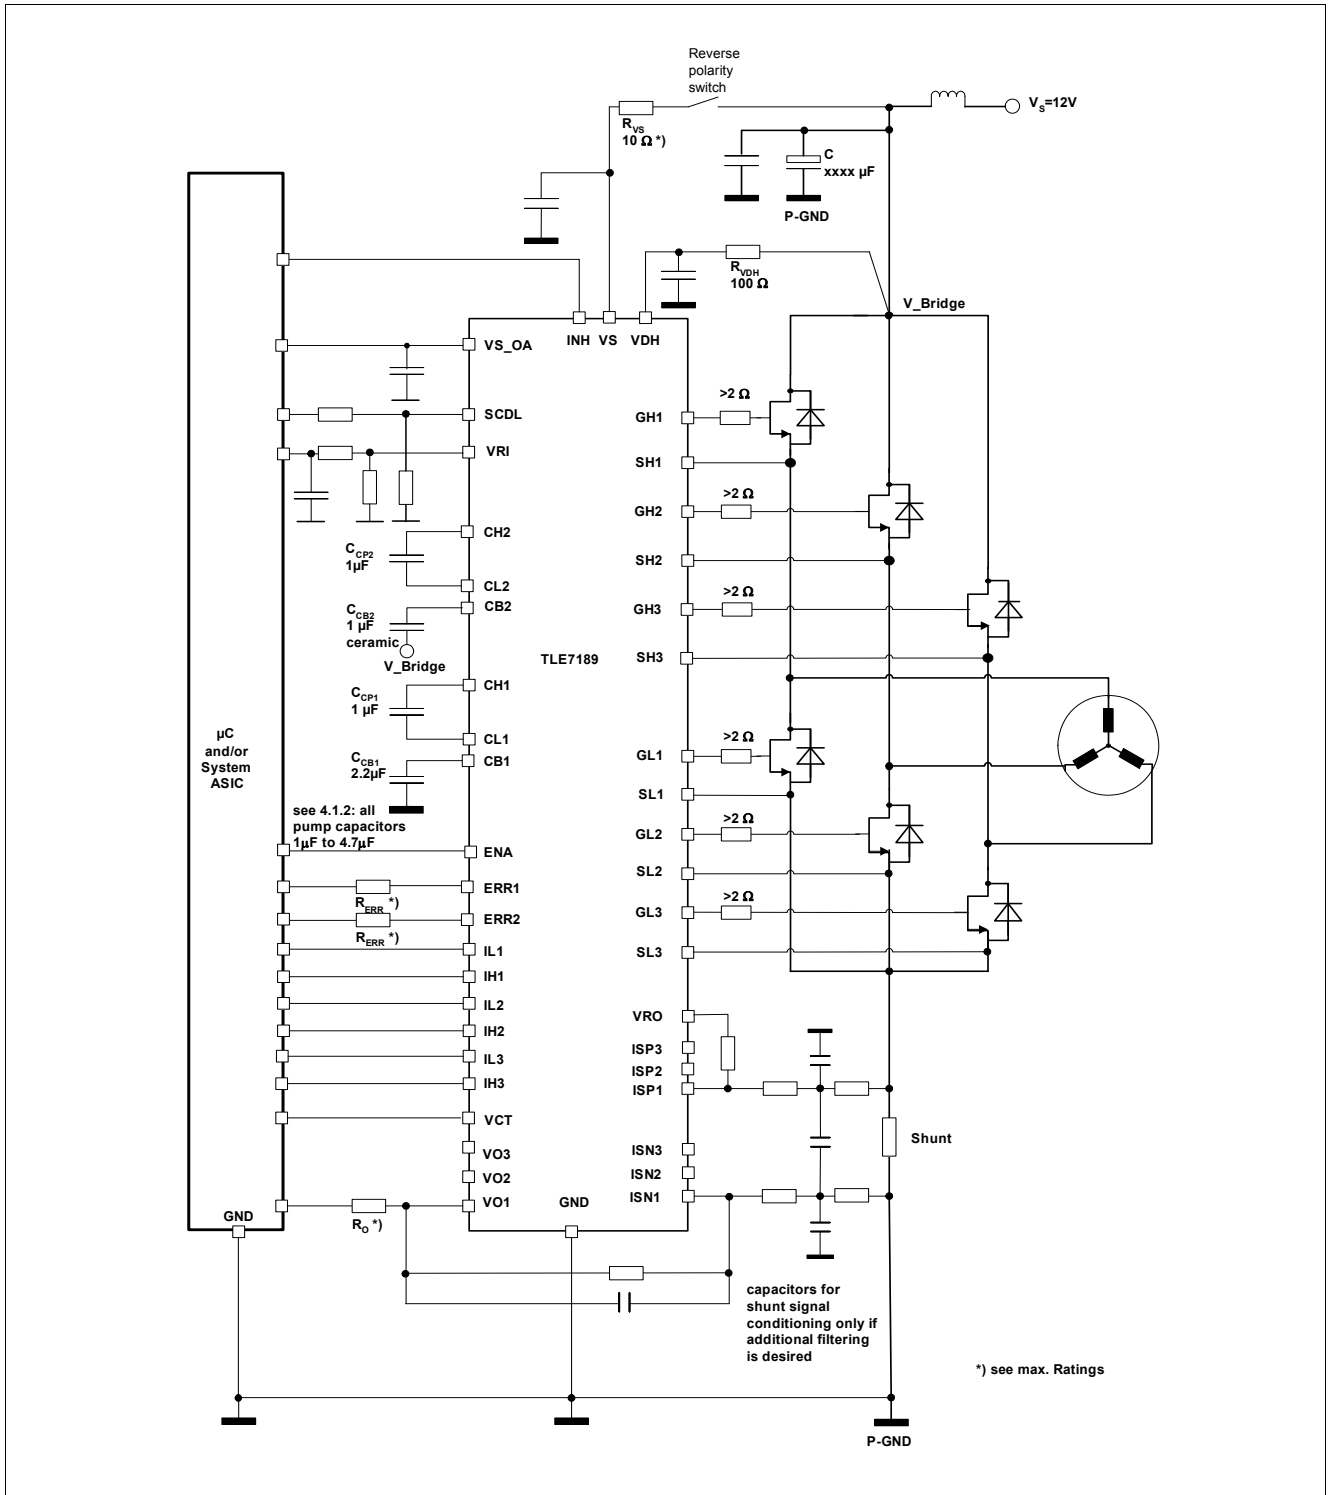 Reverse
polarity
switch
V_S=12V
R_VS
10 Ω *)
C
xxxx µF
P-GND
R_VDH
100 Ω
V_Bridge
INH
VS
VDH
VS_OA
SCDL
VRI
CH2
C_CP2
1µF
CL2
CB2
C_CB2
1 µF
ceramic
V_Bridge
CH1
C_CP1
1 µF
CL1
CB1
C_CB1
2.2µF
see 4.1.2: all
pump capacitors
1µF to 4.7µF
µC
and/or
System
ASIC
TLE7189
GH1
>2 Ω
SH1
GH2
>2 Ω
SH2
GH3
>2 Ω
SH3
GL1
>2 Ω
SL1
GL2
>2 Ω
SL2
GL3
>2 Ω
SL3
ENA
ERR1
R_ERR *)
ERR2
R_ERR *)
IL1
IH1
IL2
IH2
IL3
IH3
VCT
VO3
VO2
VO1
R_O *)
GND
GND
VRO
ISP3
ISP2
ISP1
Shunt
ISN3
ISN2
ISN1
capacitors for
shunt signal
conditioning only if
additional filtering
is desired
*) see max. Ratings
P-GND